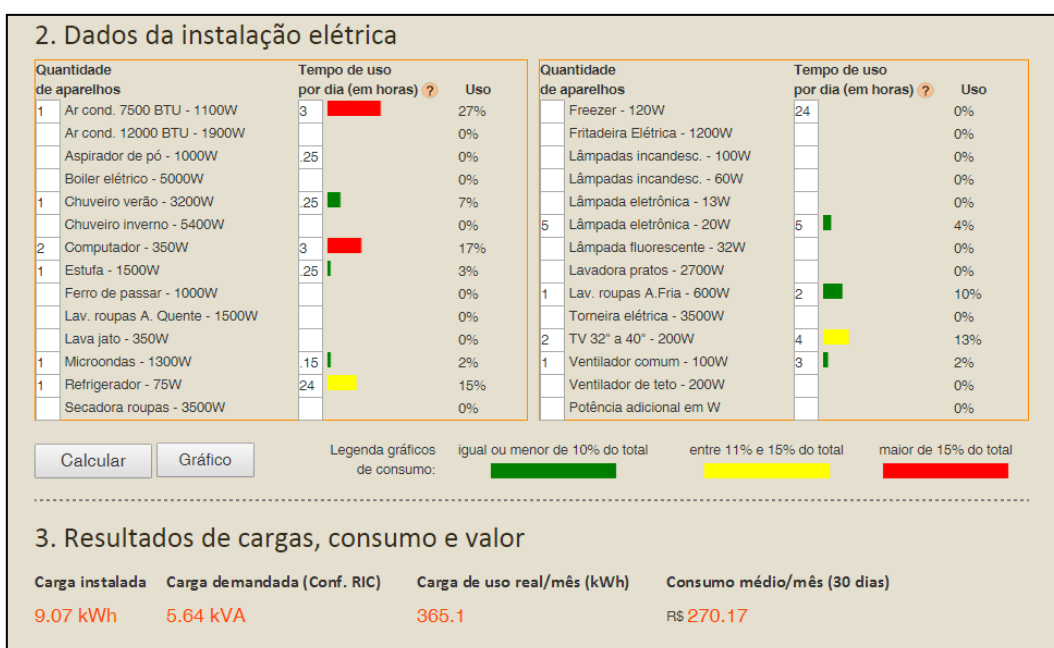 2. Dados da instalação elétrica
Quantidade de aparelhos Tempo de uso por dia (em horas) ? Uso
1 Ar cond. 7500 BTU - 1100W 3 27%
Ar cond. 12000 BTU - 1900W 0%
Aspirador de pó - 1000W .25 0%
Boiler elétrico - 5000W 0%
1 Chuveiro verão - 3200W .25 7%
Chuveiro inverno - 5400W 0%
2 Computador - 350W 3 17%
1 Estufa - 1500W .25 3%
Ferro de passar - 1000W 0%
Lav. roupas A. Quente - 1500W 0%
Lava jato - 350W 0%
1 Microondas - 1300W .15 2%
1 Refrigerador - 75W 24 15%
Secadora roupas - 3500W 0%
Quantidade de aparelhos Tempo de uso por dia (em horas) ? Uso
Freezer - 120W 24 0%
Fritadeira Elétrica - 1200W 0%
Lâmpadas incandesc. - 100W 0%
Lâmpadas incandesc. - 60W 0%
Lâmpada eletrônica - 13W 0%
5 Lâmpada eletrônica - 20W 5 4%
Lâmpada fluorescente - 32W 0%
Lavadora pratos - 2700W 0%
1 Lav. roupas A.Fria - 600W 2 10%
Torneira elétrica - 3500W 0%
2 TV 32" a 40" - 200W 4 13%
1 Ventilador comum - 100W 3 2%
Ventilador de teto - 200W 0%
Potência adicional em W 0%
Calcular Gráfico
Legenda gráficos de consumo: igual ou menor de 10% do total entre 11% e 15% do total maior de 15% do total
3. Resultados de cargas, consumo e valor
Carga instalada Carga demandada (Conf. RIC) Carga de uso real/mês (kWh) Consumo médio/mês (30 dias)
9.07 kWh 5.64 kVA 365.1 R$ 270.17